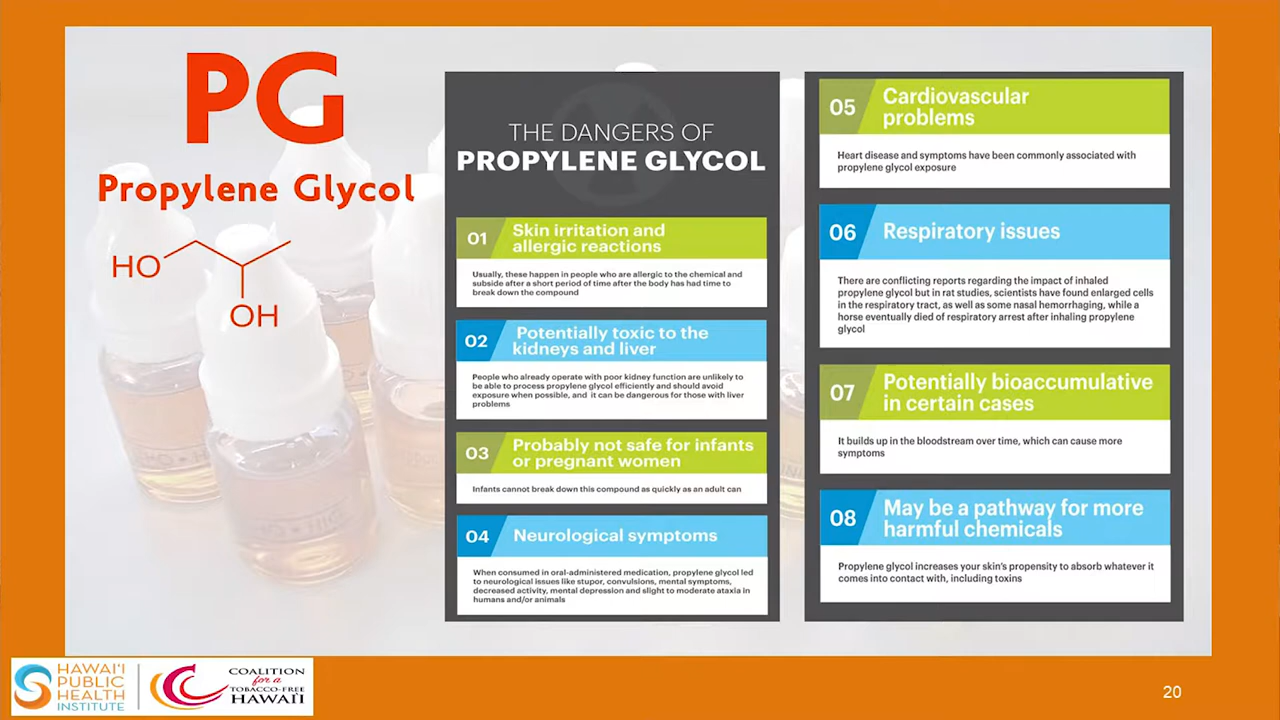 PG
Propylene Glycol
HO
OH
THE DANGERS OF
PROPYLENE GLYCOL
01
Skin irritation and
allergic reactions
Usually, these happen in people who are allergic to the chemical and
subside after a short period of time after the body has had time to
break down the compound
02
Potentially toxic to the
kidneys and liver
People who already operate with poor kidney function are unlikely to
be able to process propylene glycol efficiently and should avoid
exposure when possible, and it can be dangerous for those with liver
problems
03
Probably not safe for infants
or pregnant women
Infants cannot break down this compound as quickly as an adult can
04
Neurological symptoms
When consumed in oral-administered medication, propylene glycol led
to neurological issues like stupor, convulsions, mental symptoms,
decreased activity, mental depression and slight to moderate ataxia in
humans and/or animals
05
Cardiovascular
problems
Heart disease and symptoms have been commonly associated with
propylene glycol exposure
06
Respiratory issues
There are conflicting reports regarding the impact of inhaled
propylene glycol but in rat studies, scientists have found enlarged cells
in the respiratory tract, as well as some nasal hemorrhaging, while a
horse eventually died of respiratory arrest after inhaling propylene
glycol
07
Potentially bioaccumulative
in certain cases
It builds up in the bloodstream over time, which can cause more
symptoms
08
May be a pathway for more
harmful chemicals
Propylene glycol increases your skin's propensity to absorb whatever it
comes into contact with, including toxins
HAWAI'I
PUBLIC
HEALTH
INSTITUTE
COALITION
for a
TOBACCO-FREE
HAWAI'I
20